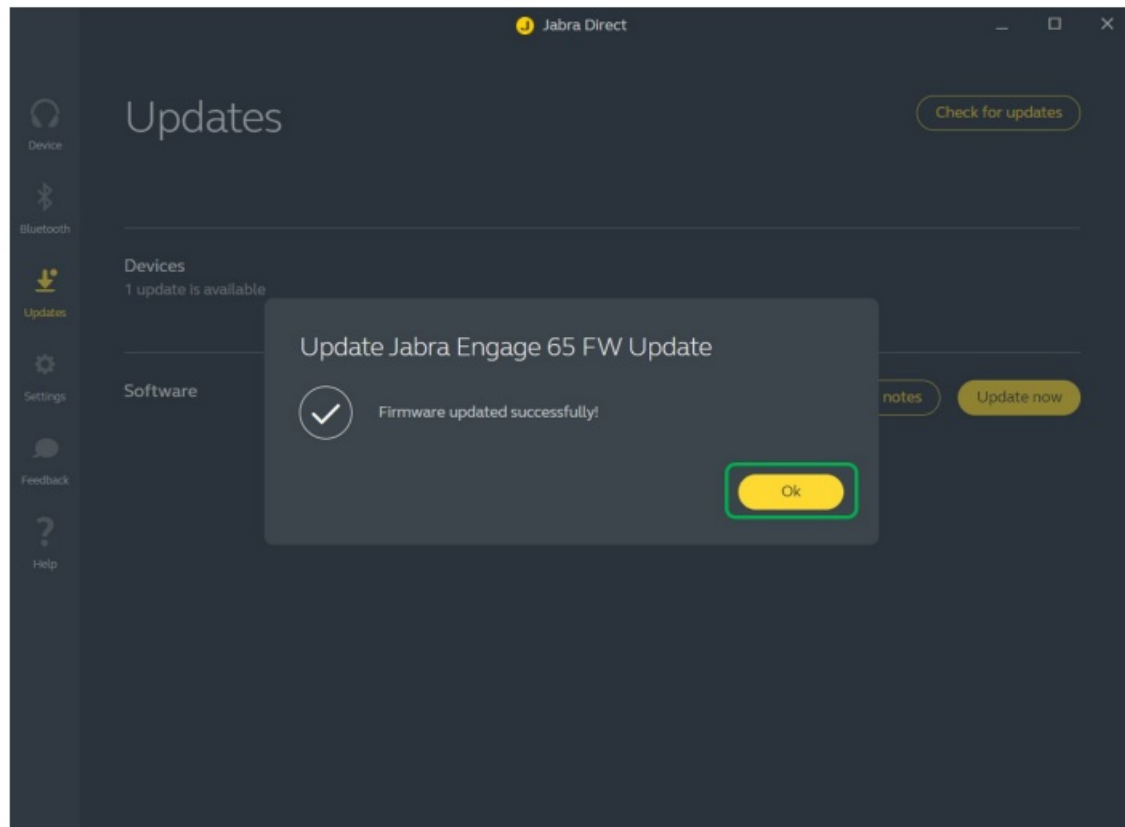 Jabra Direct
Device
Bluetooth
Updates
Settings
Feedback
Help
Updates
Check for updates
Devices
1 update is available
Software
notes
Update now
Update Jabra Engage 65 FW Update
Firmware updated successfully!
Ok